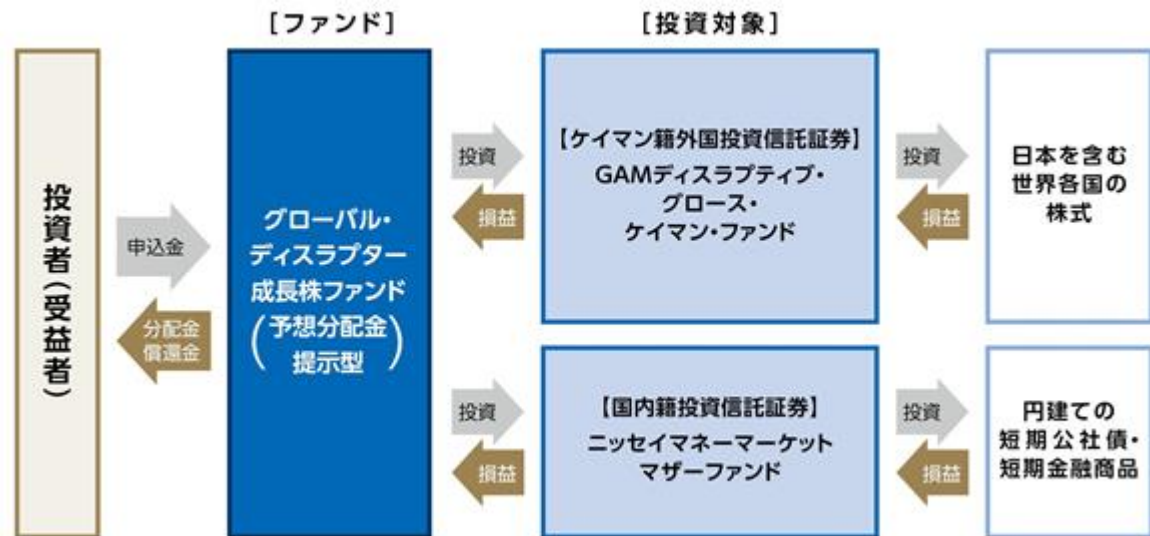 [ファンド]
[投資対象]
投資者(受益者)
申込金
分配金
償還金
グローバル・
ディスラプター
成長株ファンド
(予想分配金
提示型)
投資
損益
【ケイマン籍外国投資信託証券】
GAMディスラプティブ・
グロース・
ケイマン・ファンド
投資
損益
日本を含む
世界各国の
株式
投資
損益
【国内籍投資信託証券】
ニッセイマネーマーケット
マザーファンド
投資
損益
円建ての
短期公社債・
短期金融商品